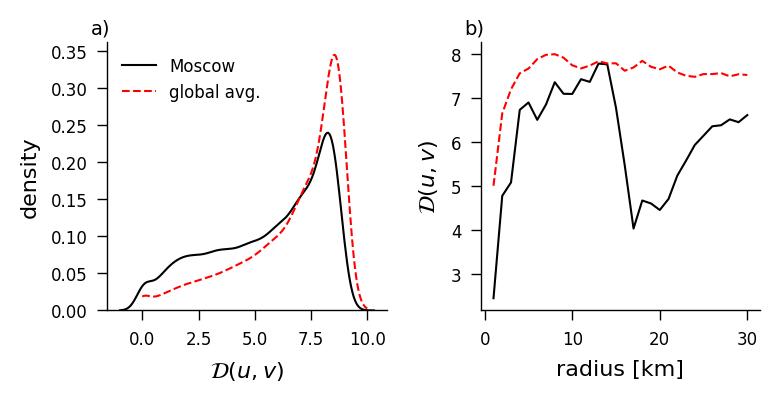 a)
0.35
0.30
0.25
0.20
0.15
0.10
0.05
0.00
density
Moscow
global avg.
0.0 2.5 5.0 7.5 10.0
𝒟(u, v)
b)
8
7
6
5
4
3
𝒟(u, v)
0 10 20 30
radius [km]